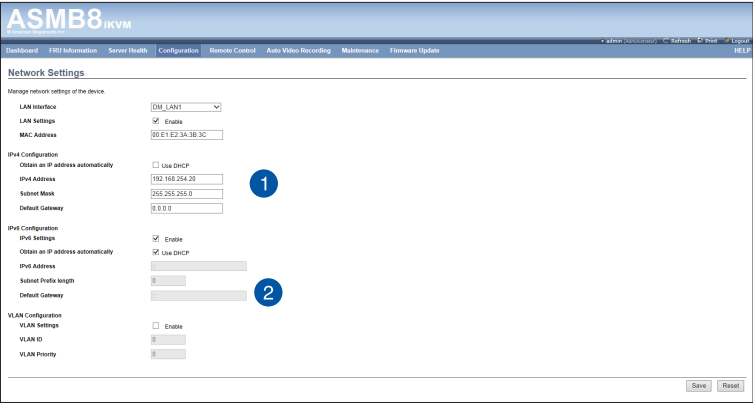 ASMB8 iKVM
© American Megatrends Inc.
• admin (Administrator) Refresh Print Logout
Dashboard FRU Information Server Health Configuration Remote Control Auto Video Recording Maintenance Firmware Update HELP
Network Settings
Manage network settings of the device.
LAN Interface DM_LAN1
LAN Settings Enable
MAC Address 00:E1:E2:3A:3B:3C
IPv4 Configuration
Obtain an IP address automatically Use DHCP
IPv4 Address 192.168.254.20
1
Subnet Mask 255.255.255.0
Default Gateway 0.0.0.0
IPv6 Configuration
IPv6 Settings Enable
Obtain an IP address automatically Use DHCP
IPv6 Address ::
Subnet Prefix length 0
2
Default Gateway ::
VLAN Configuration
VLAN Settings Enable
VLAN ID 0
VLAN Priority 0
Save Reset